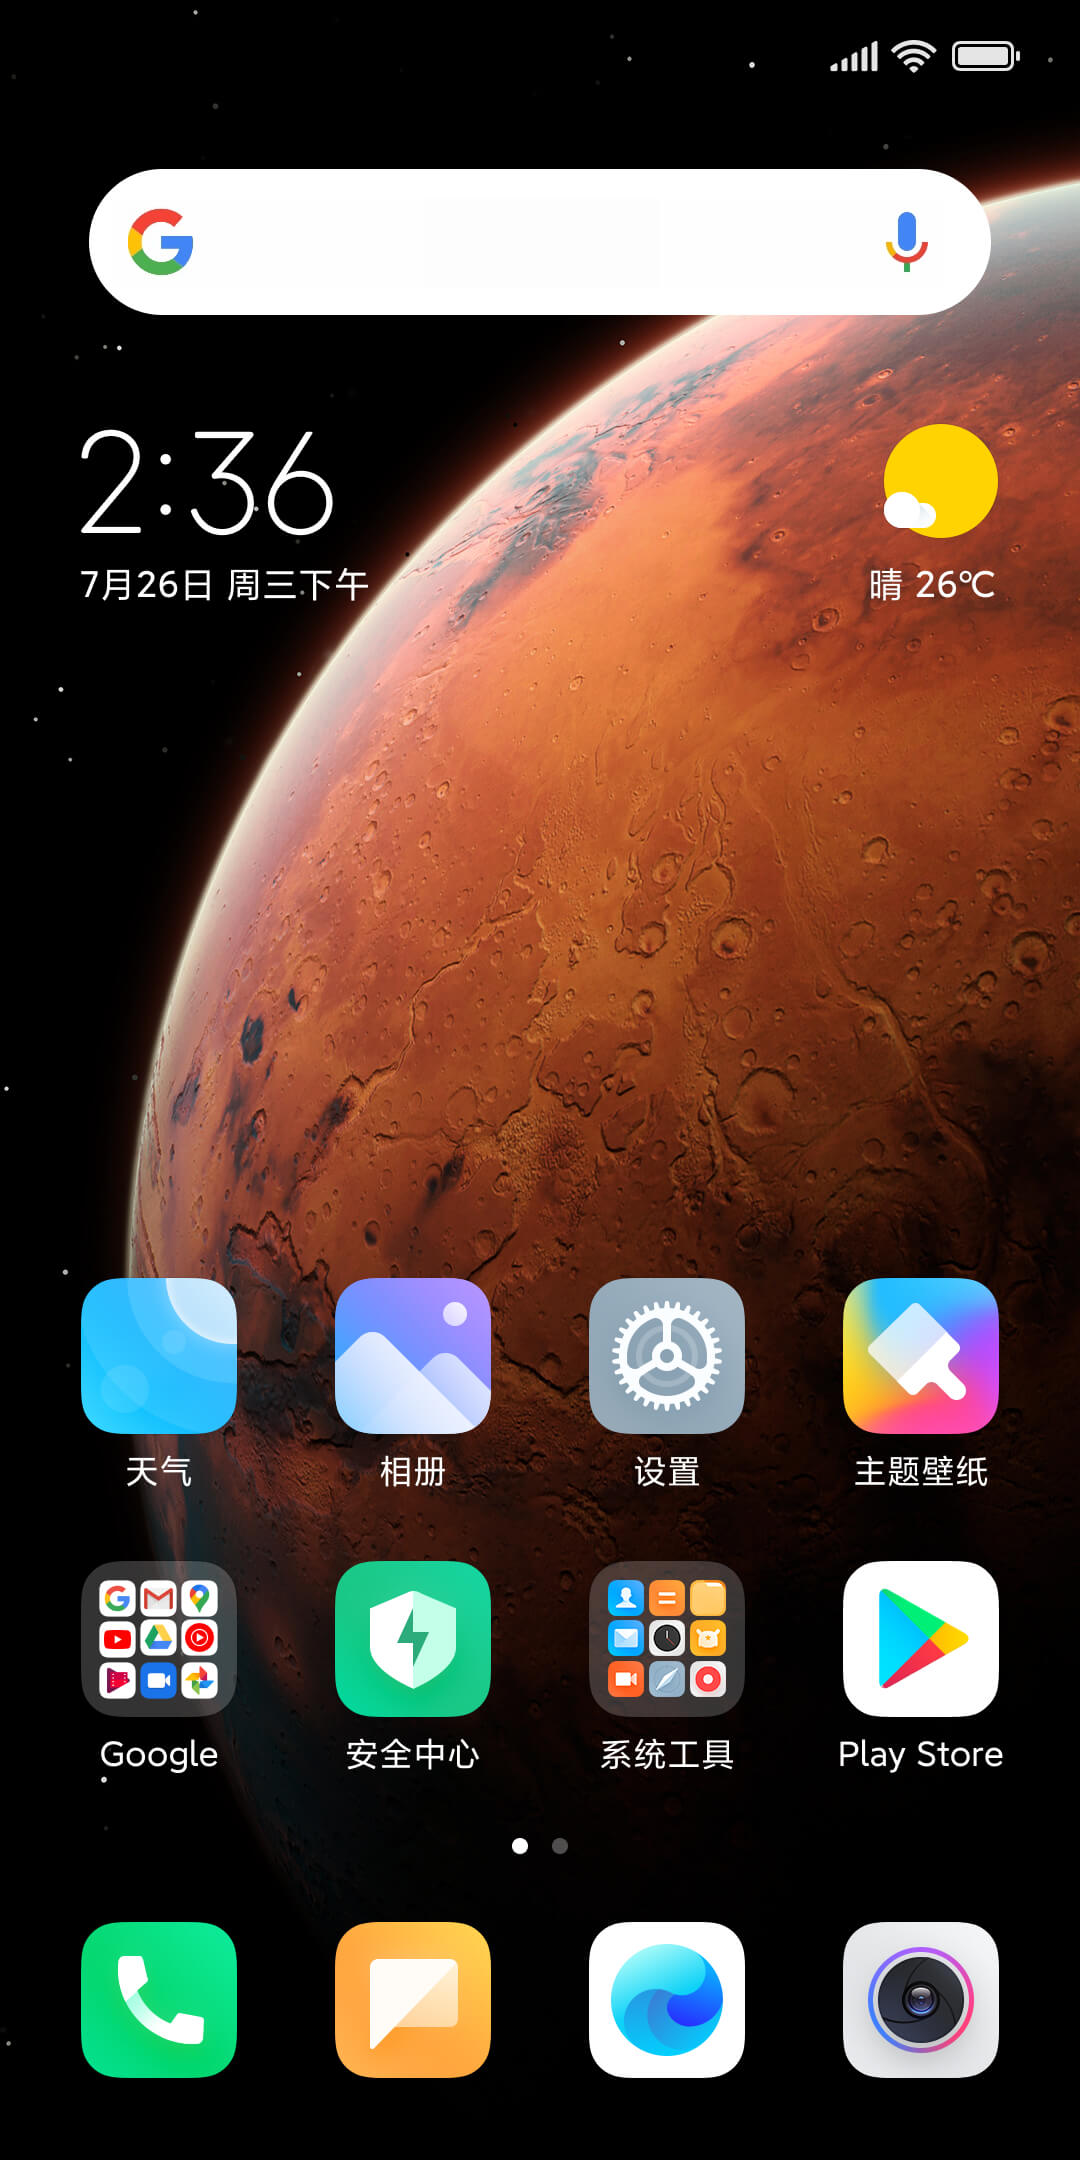 2:36
7月26日 周三下午
晴 26℃
天气
相册
设置
主题壁纸
Google
安全中心
系统工具
Play Store